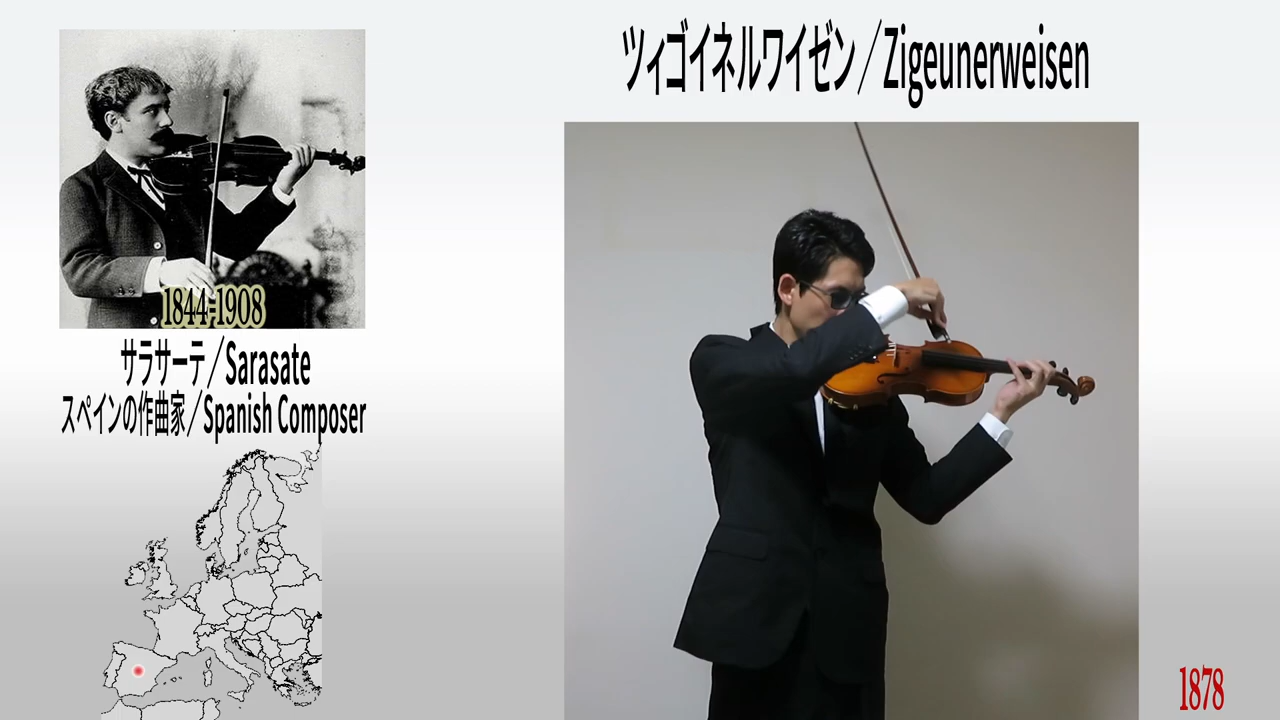 ツィゴイネルワイゼン／Zigeunerweisen
1844-1908
サラサーテ／Sarasate
スペインの作曲家／Spanish Composer
1878